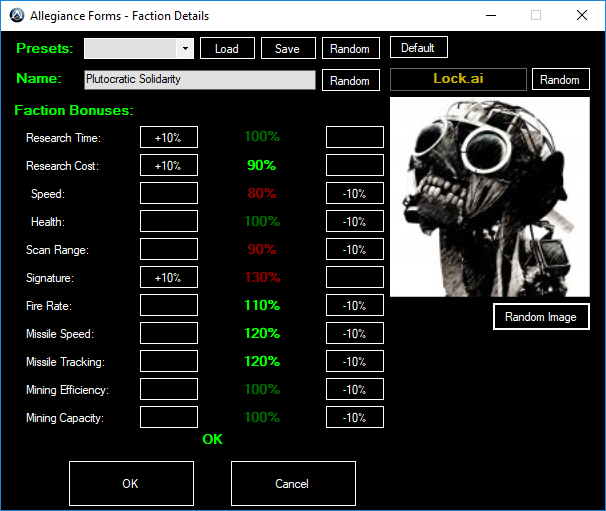 Allegiance Forms - Faction Details
Presets: Load Save Random Default
Name: Plutocratic Solidarity Random Lock.ai Random
Faction Bonuses:
Research Time: +10% 100%
Research Cost: +10% 90%
Speed: 80% -10%
Health: 100% -10%
Scan Range: 90% -10%
Signature: +10% 130%
Fire Rate: 110% -10%
Random Image
Missile Speed: 120% -10%
Missile Tracking: 120% -10%
Mining Efficiency: 100% -10%
Mining Capacity: 100% -10%
OK
OK Cancel